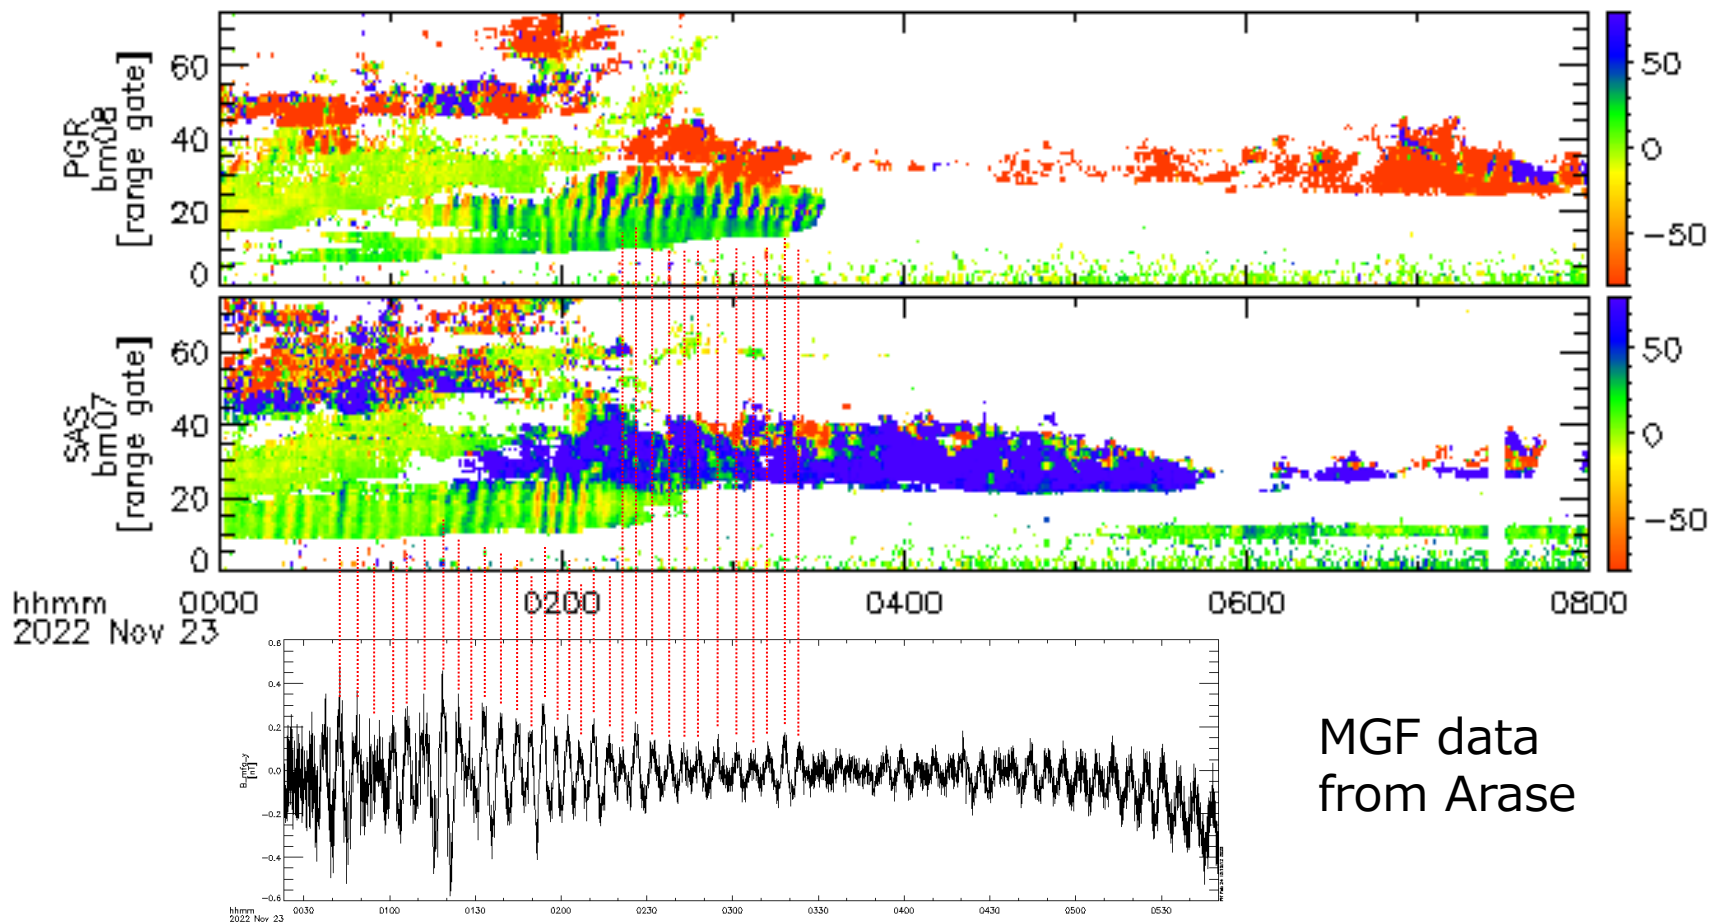 PGR
bm08
[range gate]
60
40
20
0
50
0
−50
SAS
bm07
[range gate]
60
40
20
0
50
0
−50
hhmm 0000 0200 0400 0600 0800
2022 Nov 23
0.6
0.4
0.2
0.0
−0.2
−0.4
−0.6
[nT]
hhmm 0030 0100 0130 0200 0230 0300 0330 0400 0430 0500 0530
2022 Nov 23
MGF data
from Arase